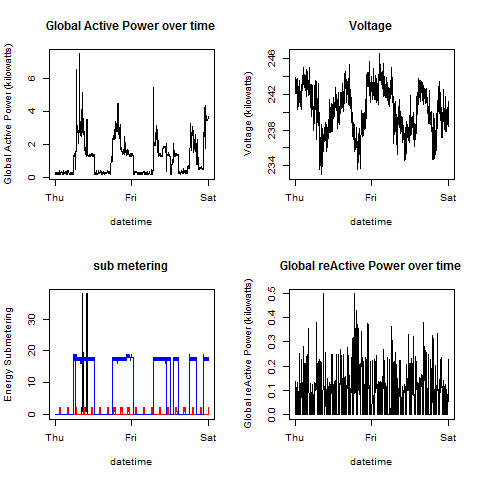 Global Active Power over time
Global Active Power (kilowatts)
0 2 4 6
Thu Fri Sat
datetime
Voltage
Voltage (kilowatts)
234 238 242 246
Thu Fri Sat
datetime
sub metering
Energy Submetering
0 10 20 30
Thu Fri Sat
datetime
Global reActive Power over time
Global reActive Power (kilowatts)
0.0 0.1 0.2 0.3 0.4 0.5
Thu Fri Sat
datetime